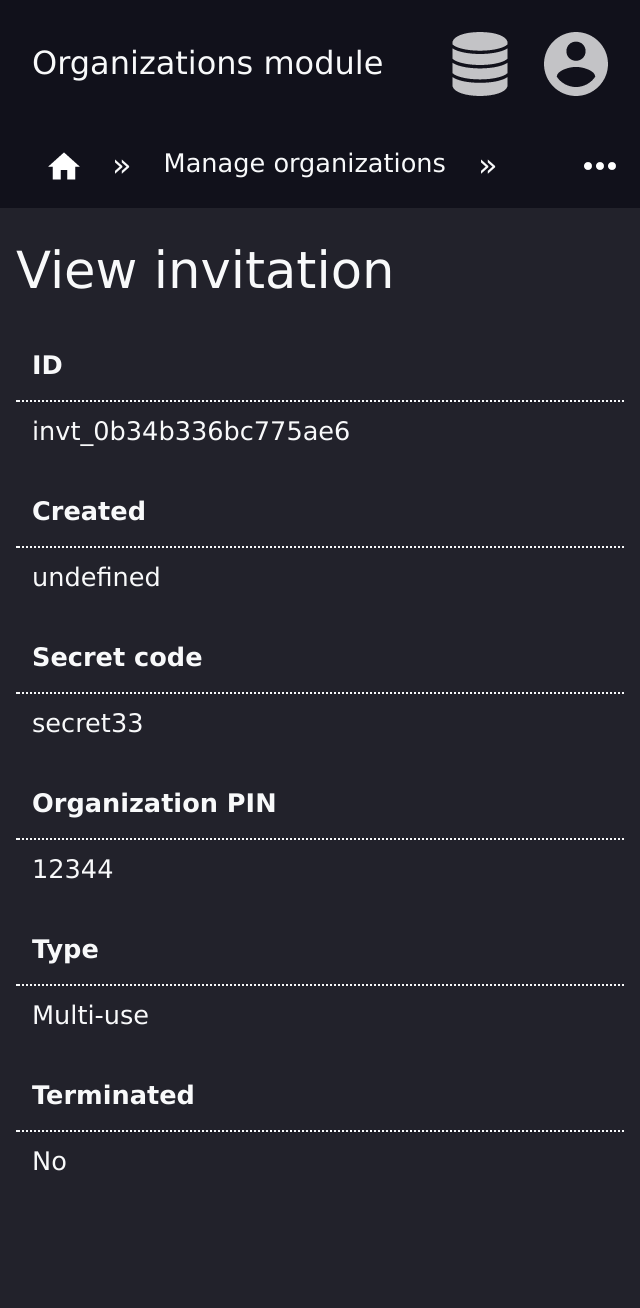 Organizations module
» Manage organizations » •••
View invitation
ID
invt_0b34b336bc775ae6
Created
undefined
Secret code
secret33
Organization PIN
12344
Type
Multi-use
Terminated
No